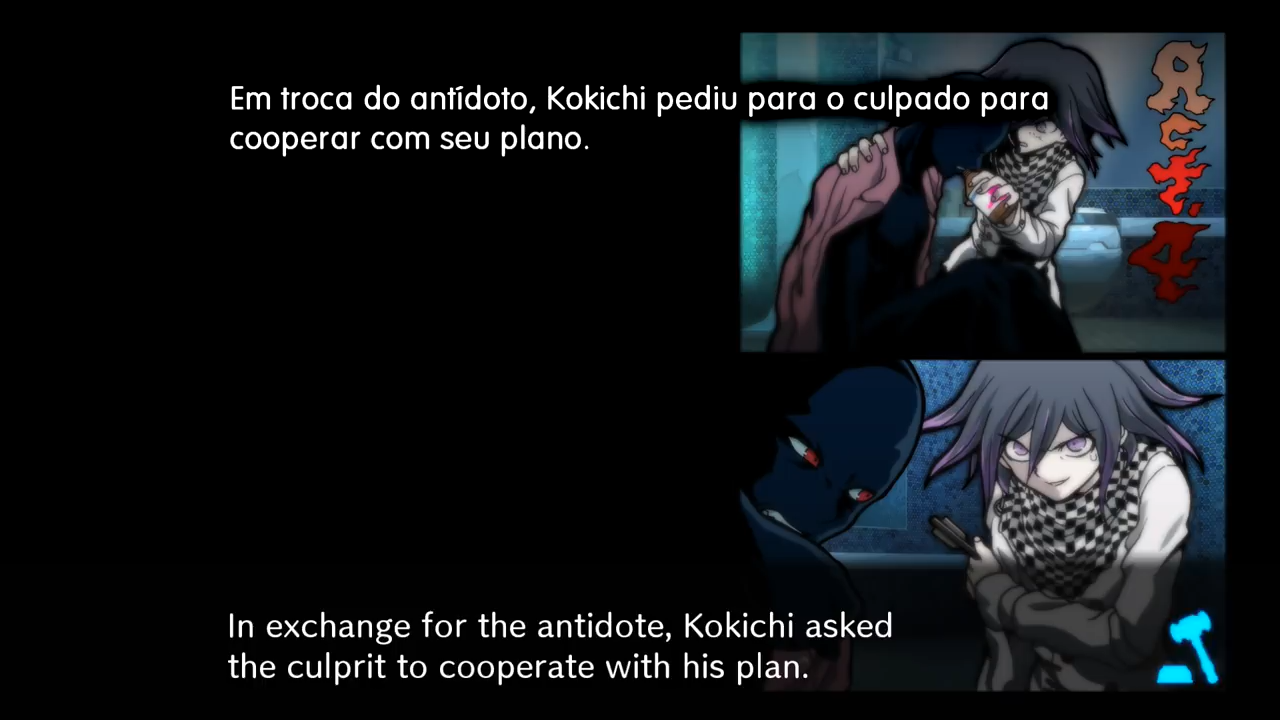 Em troca do antídoto, Kokichi pediu para o culpado para
cooperar com seu plano.
Act.4
In exchange for the antidote, Kokichi asked
the culprit to cooperate with his plan.